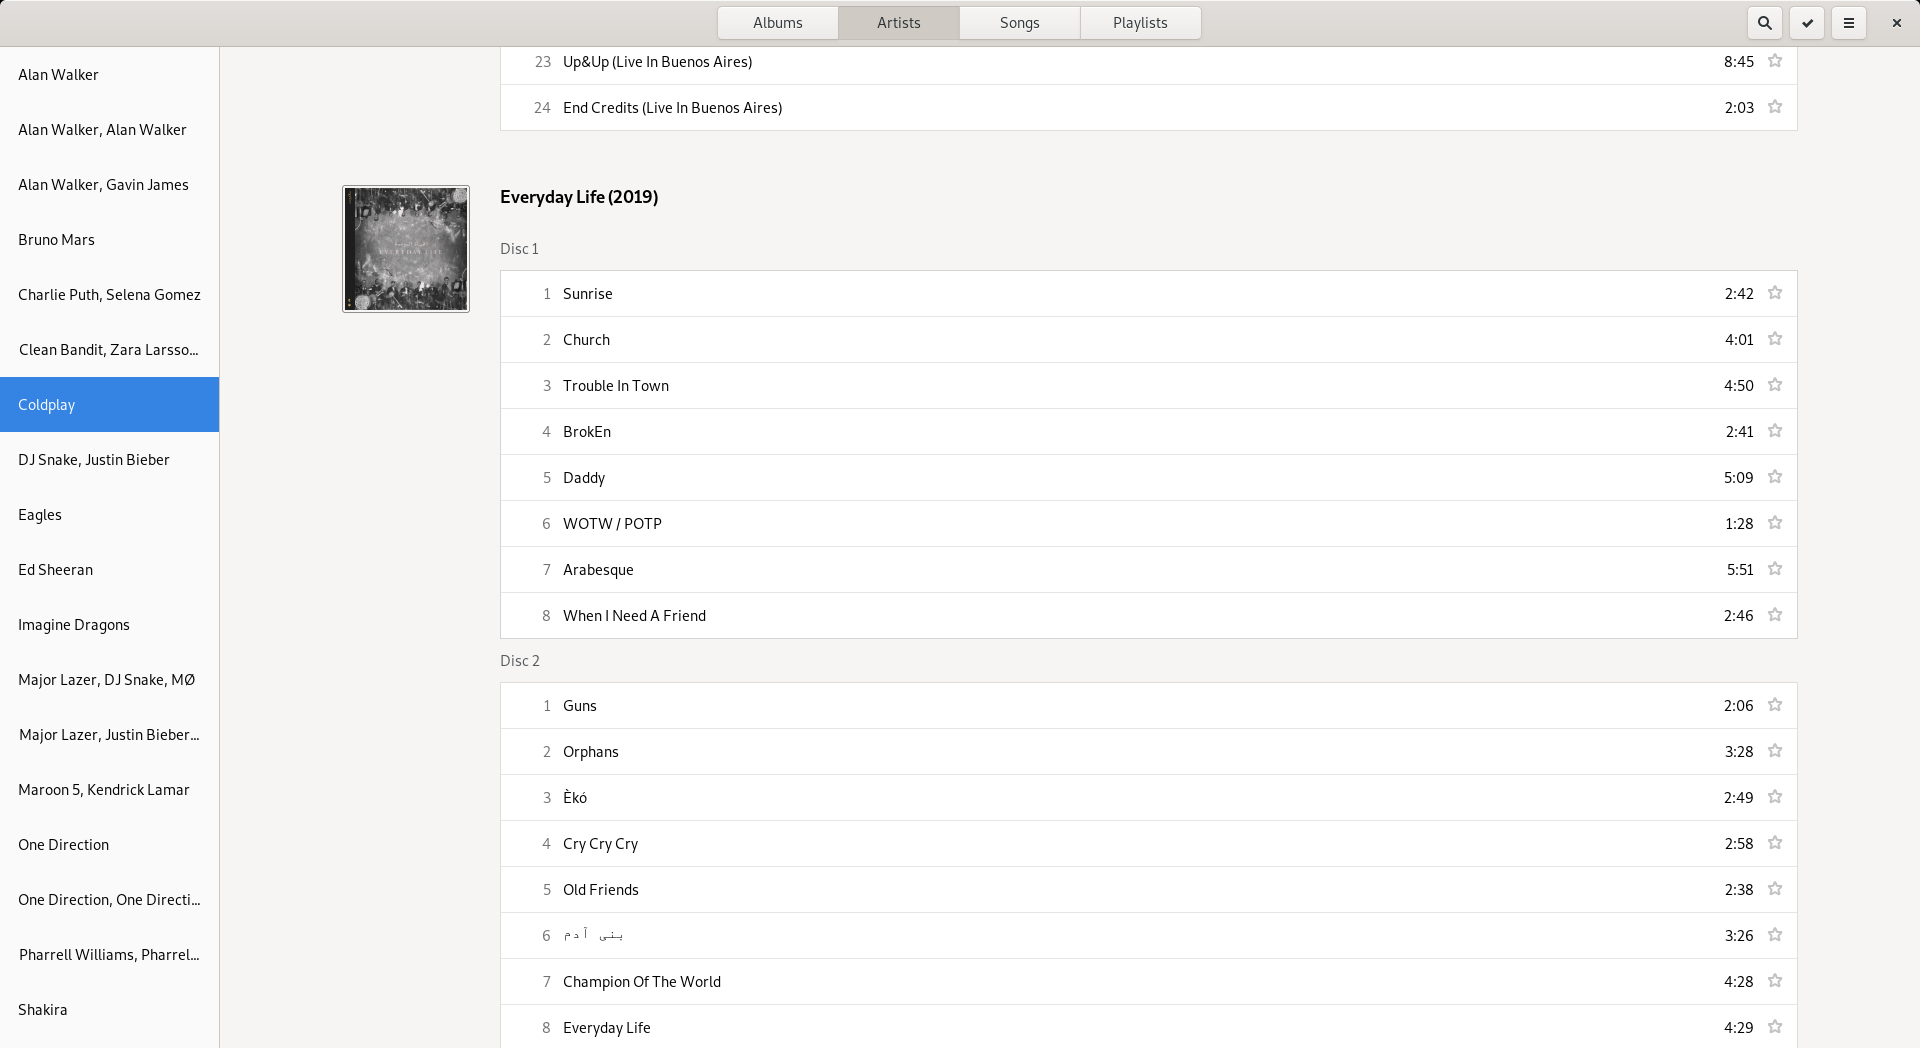 Albums Artists Songs Playlists
Alan Walker
Alan Walker, Alan Walker
Alan Walker, Gavin James
Bruno Mars
Charlie Puth, Selena Gomez
Clean Bandit, Zara Larsso...
Coldplay
DJ Snake, Justin Bieber
Eagles
Ed Sheeran
Imagine Dragons
Major Lazer, DJ Snake, MØ
Major Lazer, Justin Bieber...
Maroon 5, Kendrick Lamar
One Direction
One Direction, One Directi...
Pharrell Williams, Pharrel...
Shakira
23 Up&Up (Live In Buenos Aires) 8:45
24 End Credits (Live In Buenos Aires) 2:03
EVERYDAY LIFE
Everyday Life (2019)
Disc 1
1 Sunrise 2:42
2 Church 4:01
3 Trouble In Town 4:50
4 BrokEn 2:41
5 Daddy 5:09
6 WOTW / POTP 1:28
7 Arabesque 5:51
8 When I Need A Friend 2:46
Disc 2
1 Guns 2:06
2 Orphans 3:28
3 Èkó 2:49
4 Cry Cry Cry 2:58
5 Old Friends 2:38
6 بنی آدم 3:26
7 Champion Of The World 4:28
8 Everyday Life 4:29